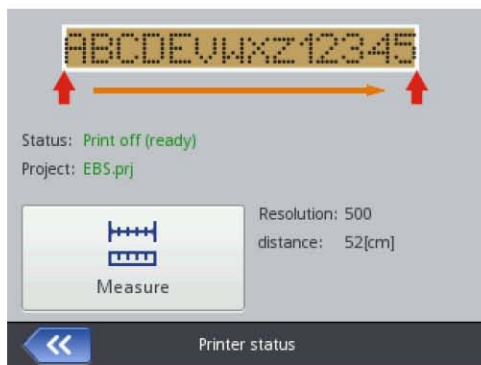 ABCDEVWXZ12345
Status: Print off (ready)
Project: EBS.prj
Resolution: 500
distance: 52[cm]
Measure
Printer status